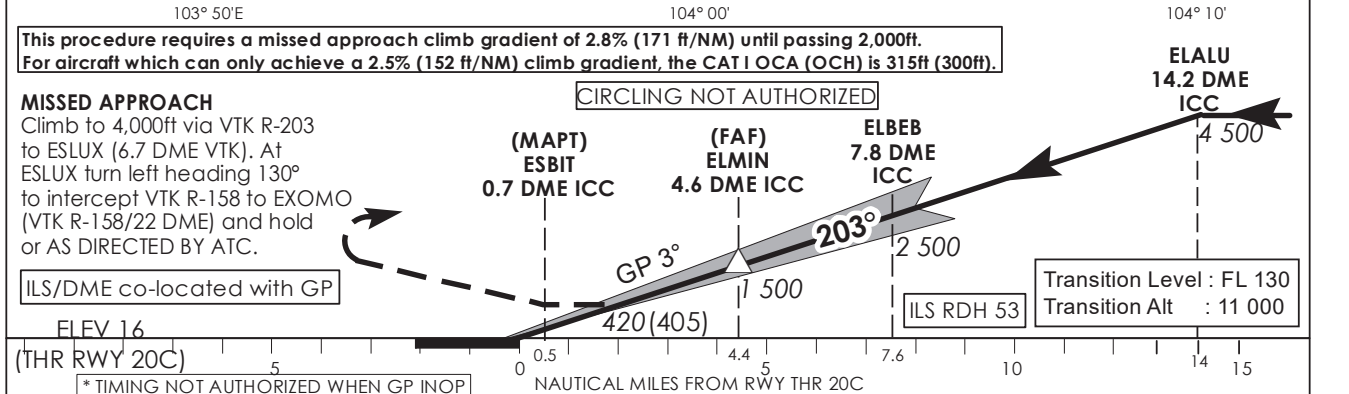 103° 50'E
104° 00'
104° 10'
This procedure requires a missed approach climb gradient of 2.8% (171 ft/NM) until passing 2,000ft.
For aircraft which can only achieve a 2.5% (152 ft/NM) climb gradient, the CAT I OCA (OCH) is 315ft (300ft).
CIRCLING NOT AUTHORIZED
MISSED APPROACH
Climb to 4,000ft via VTK R-203
to ESLUX (6.7 DME VTK). At
ESLUX turn left heading 130°
to intercept VTK R-158 to EXOMO
(VTK R-158/22 DME) and hold
or AS DIRECTED BY ATC.
ILS/DME co-located with GP
(MAPT)
ESBIT
0.7 DME ICC
(FAF)
ELMIN
4.6 DME ICC
ELBEB
7.8 DME
ICC
ELALU
14.2 DME
ICC
4 500
203°
GP 3°
2 500
1 500
420(405)
ILS RDH 53
Transition Level : FL 130
Transition Alt : 11 000
ELEV 16
(THR RWY 20C)
5
0
0.5
4.4
5
7.6
10
14
15
* TIMING NOT AUTHORIZED WHEN GP INOP
NAUTICAL MILES FROM RWY THR 20C